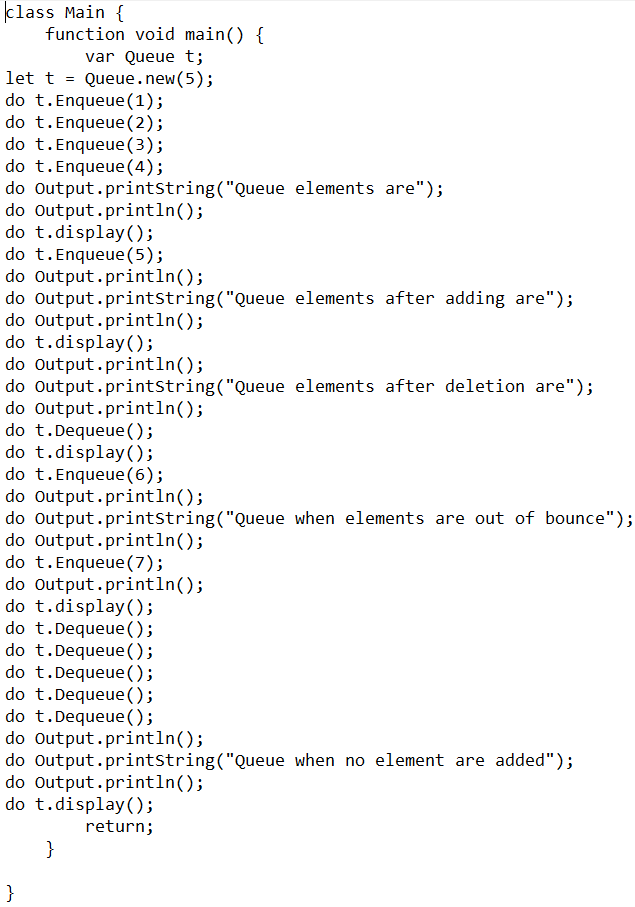 class Main {
    function void main() {
        var Queue t;
let t = Queue.new(5);
do t.Enqueue(1);
do t.Enqueue(2);
do t.Enqueue(3);
do t.Enqueue(4);
do Output.printString("Queue elements are");
do Output.println();
do t.display();
do t.Enqueue(5);
do Output.println();
do Output.printString("Queue elements after adding are");
do Output.println();
do t.display();
do Output.println();
do Output.printString("Queue elements after deletion are");
do Output.println();
do t.Dequeue();
do t.display();
do t.Enqueue(6);
do Output.println();
do Output.printString("Queue when elements are out of bounce");
do Output.println();
do t.Enqueue(7);
do Output.println();
do t.display();
do t.Dequeue();
do t.Dequeue();
do t.Dequeue();
do t.Dequeue();
do t.Dequeue();
do Output.println();
do Output.printString("Queue when no element are added");
do Output.println();
do t.display();
        return;
    }

}